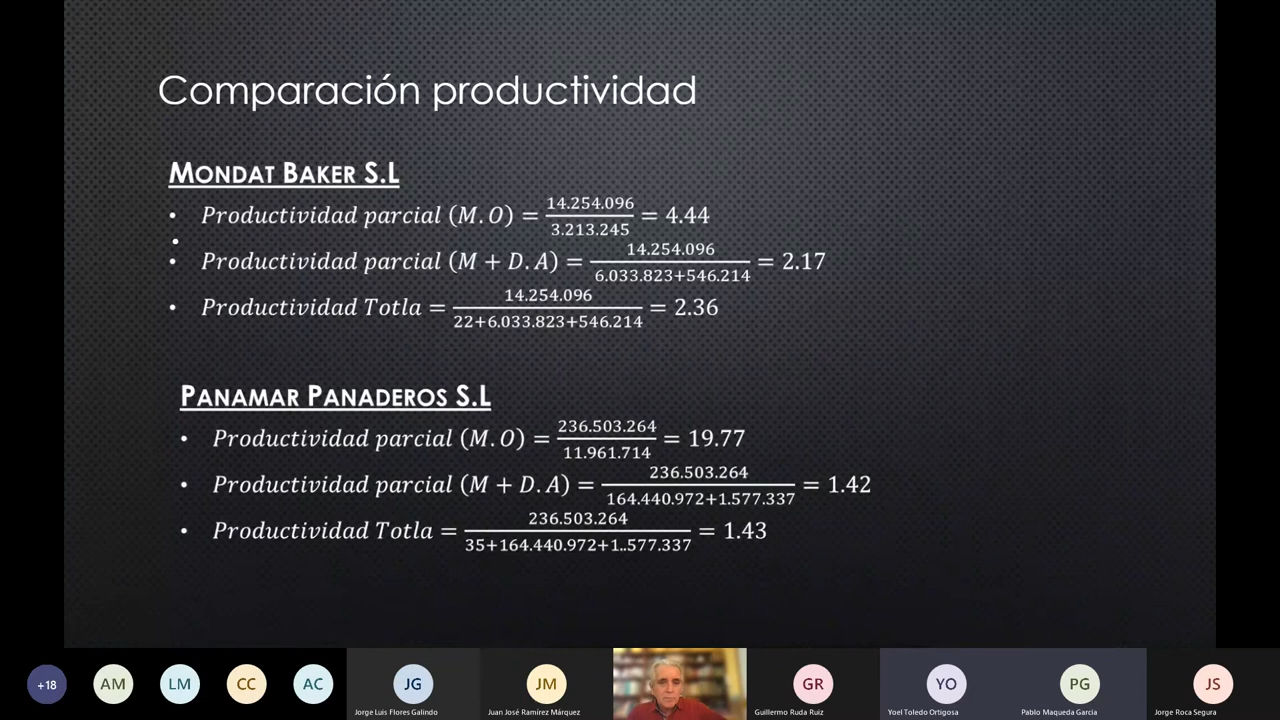 Comparación productividad
MONDAT BAKER S.L
• Productividad parcial (M.O) = 14.254.096 / 3.213.245 = 4.44
•
• Productividad parcial (M + D.A) = 14.254.096 / 6.033.823+546.214 = 2.17
• Productividad Totla = 14.254.096 / 22+6.033.823+546.214 = 2.36
PANAMAR PANADEROS S.L
• Productividad parcial (M.O) = 236.503.264 / 11.961.714 = 19.77
• Productividad parcial (M + D.A) = 236.503.264 / 164.440.972+1.577.337 = 1.42
• Productividad Totla = 236.503.264 / 35+164.440.972+1..577.337 = 1.43
+18 AM LM CC AC JG JM GR YO PG JS
Jorge Luis Flores Galindo Juan José Ramírez Márquez Guillermo Ruda Ruiz Yoel Toledo Ortigosa Pablo Maqueda Garcia Jorge Roca Segura